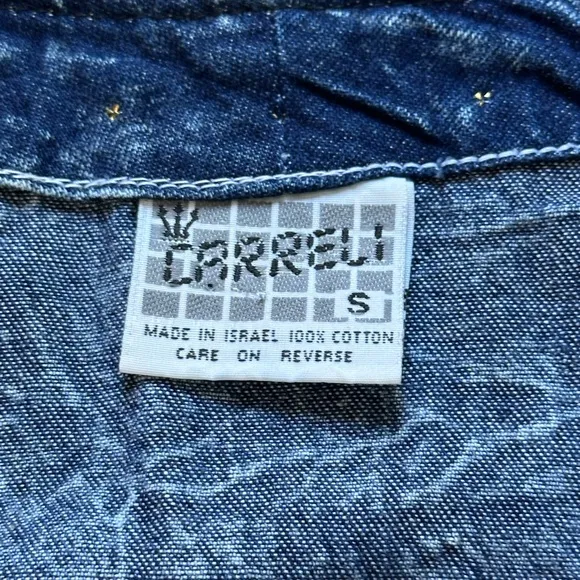 CARRELI
S
MADE IN ISRAEL 100% COTTON
CARE ON REVERSE